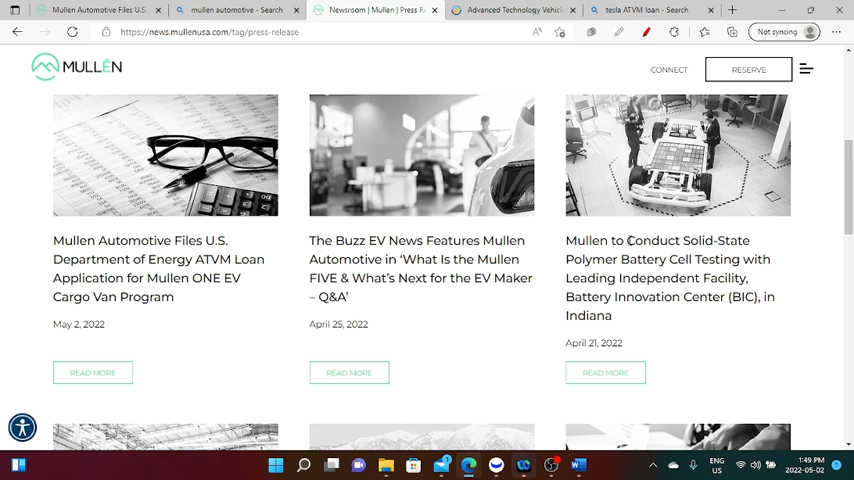 Mullen Automotive Files U.S.
mullen automotive - Search
Newsroom | Mullen | Press Re
Advanced Technology Vehicle
tesla ATVM loan - Search
https://news.mullenusa.com/tag/press-release
Not syncing
MULLEN
CONNECT
RESERVE
Mullen Automotive Files U.S.
Department of Energy ATVM Loan
Application for Mullen ONE EV
Cargo Van Program
May 2, 2022
READ MORE
The Buzz EV News Features Mullen
Automotive in ‘What Is the Mullen
FIVE & What’s Next for the EV Maker
– Q&A’
April 25, 2022
READ MORE
Mullen to Conduct Solid-State
Polymer Battery Cell Testing with
Leading Independent Facility,
Battery Innovation Center (BIC), in
Indiana
April 21, 2022
READ MORE
ENG
US
1:49 PM
2022-05-02